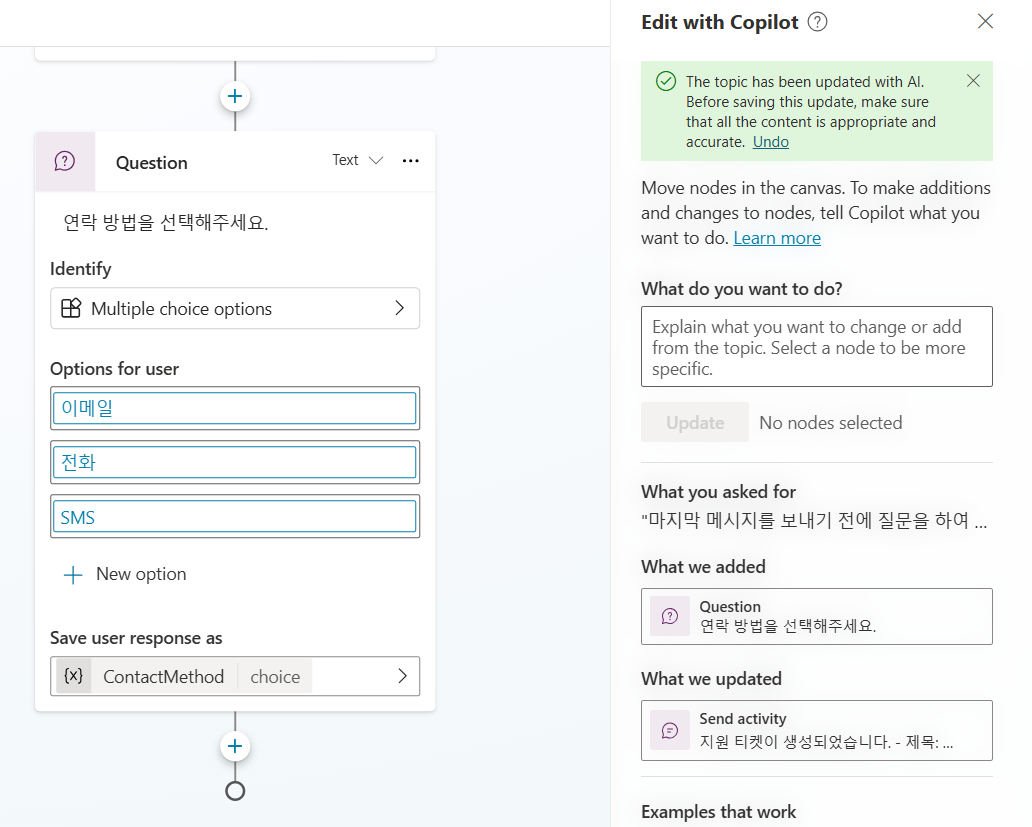 Question
Text
연락 방법을 선택해주세요.
Identify
Multiple choice options
Options for user
이메일
전화
SMS
New option
Save user response as
{x} ContactMethod choice
Edit with Copilot
The topic has been updated with AI.
Before saving this update, make sure
that all the content is appropriate and
accurate. Undo
Move nodes in the canvas. To make additions
and changes to nodes, tell Copilot what you
want to do. Learn more
What do you want to do?
Explain what you want to change or add
from the topic. Select a node to be more
specific.
Update No nodes selected
What you asked for
"마지막 메시지를 보내기 전에 질문을 하여 ...
What we added
Question
연락 방법을 선택해주세요.
What we updated
Send activity
지원 티켓이 생성되었습니다. - 제목: ...
Examples that work